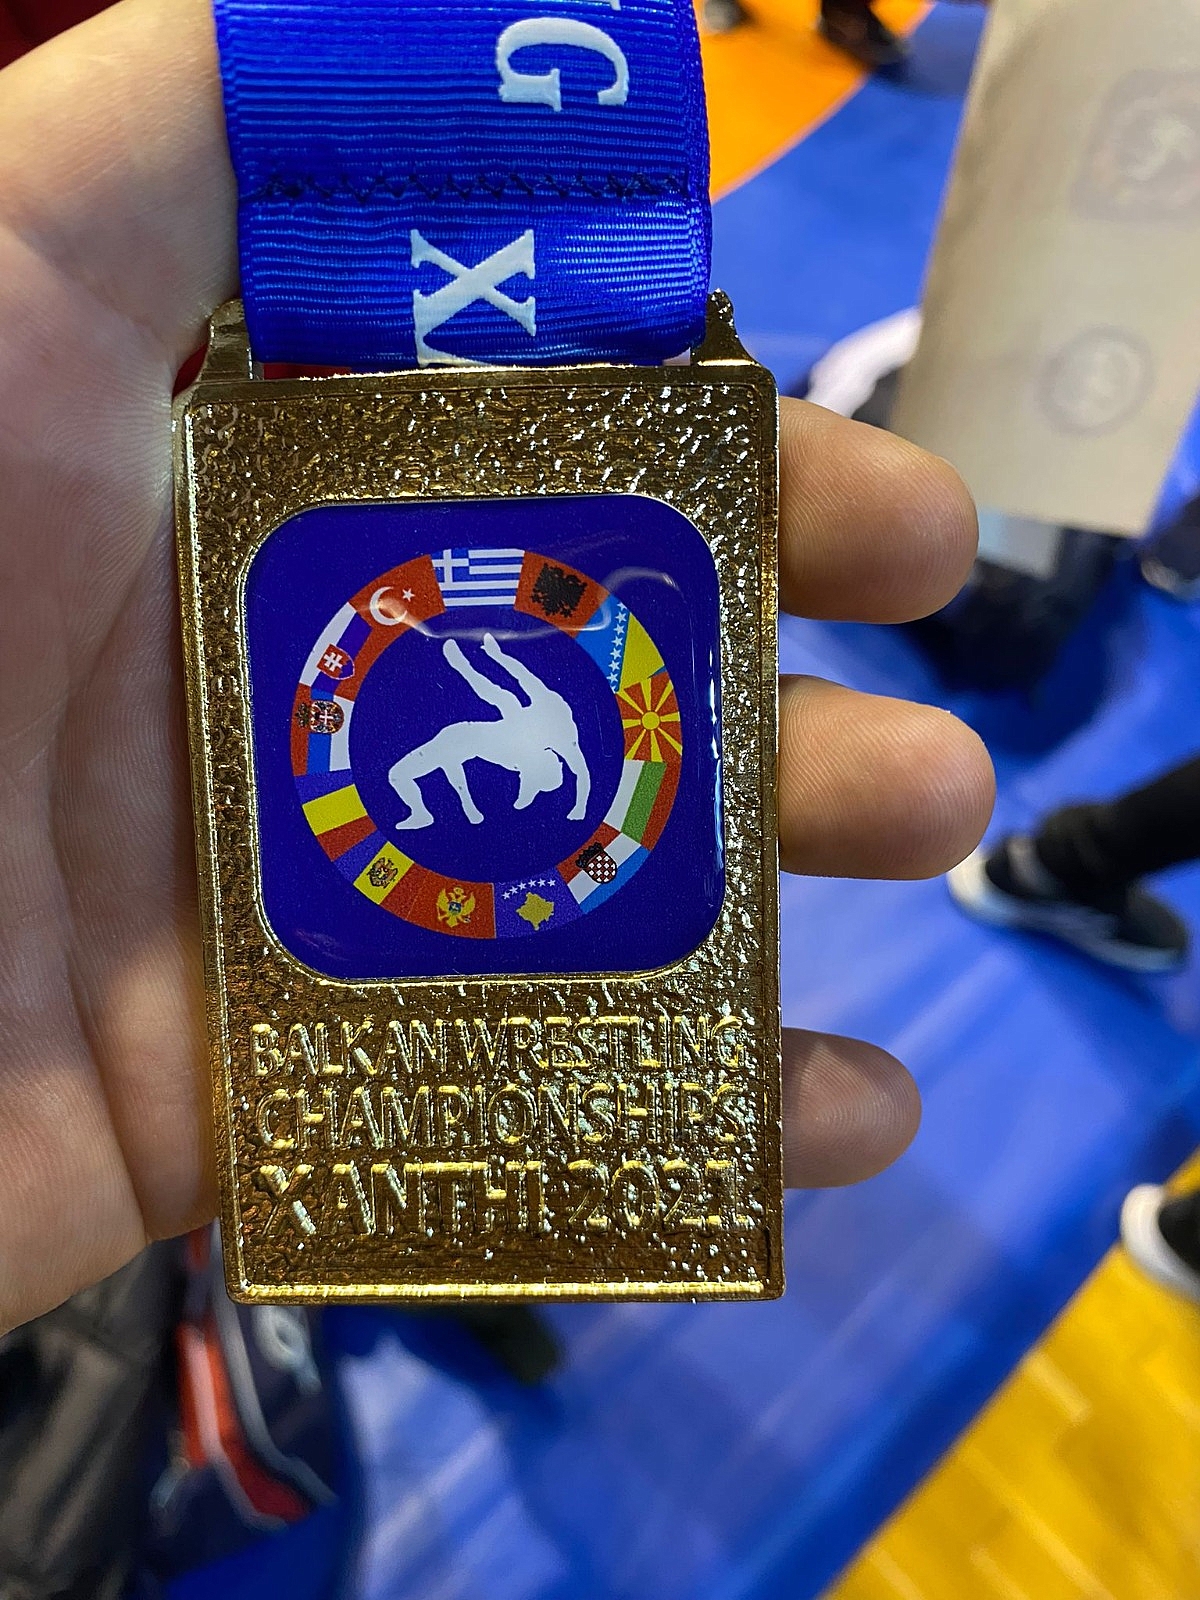 G
X
BALKAN WRESTLING
CHAMPIONSHIPS
XANTHI 2021